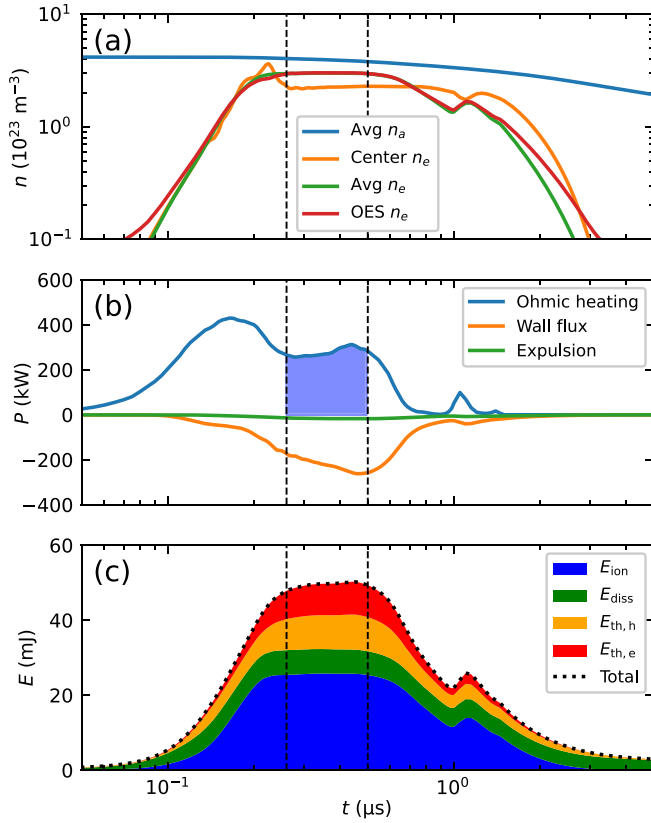 (a)
10¹
10⁰
10⁻¹
n (10²³ m⁻³)
Avg nₐ
Center nₑ
Avg nₑ
OES nₑ
(b)
600
400
200
0
−200
−400
P (kW)
Ohmic heating
Wall flux
Expulsion
(c)
60
40
20
0
E (mJ)
E_ion
E_diss
E_th, h
E_th, e
Total
10⁻¹
10⁰
t (µs)